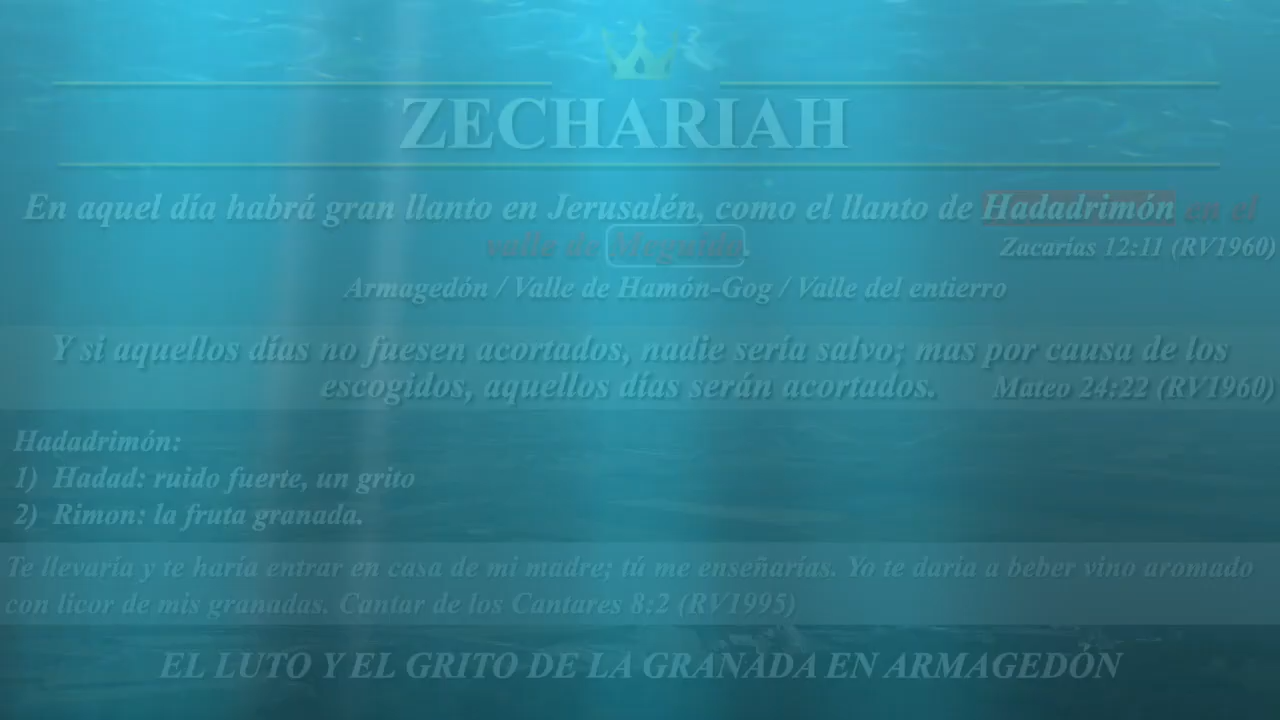 ZECHARIAH
En aquel día habrá gran llanto en Jerusalén, como el llanto de Hadadrimón en el
valle de Meguido.
Zacarías 12:11 (RV1960)
Armagedón / Valle de Hamón-Gog / Valle del entierro
Y si aquellos días no fuesen acortados, nadie sería salvo; mas por causa de los
escogidos, aquellos días serán acortados. Mateo 24:22 (RV1960)
Hadadrimón:
1) Hadad: ruido fuerte, un grito
2) Rimon: la fruta granada.
Te llevaría y te haría entrar en casa de mi madre; tú me enseñarías. Yo te daría a beber vino aromado
con licor de mis granadas. Cantar de los Cantares 8:2 (RV1995)
EL LUTO Y EL GRITO DE LA GRANADA EN ARMAGEDÓN